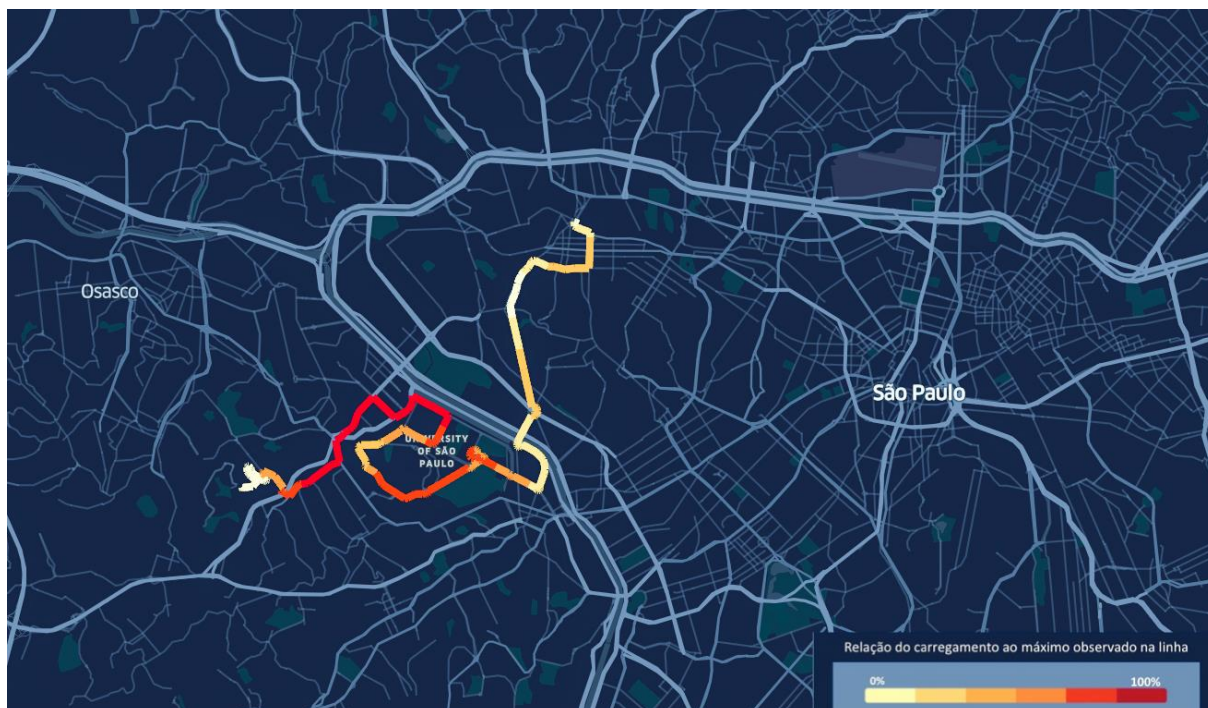 Osasco
São Paulo
UNIVERSITY
OF SÃO
PAULO
Relação do carregamento ao máximo observado na linha
0%
100%